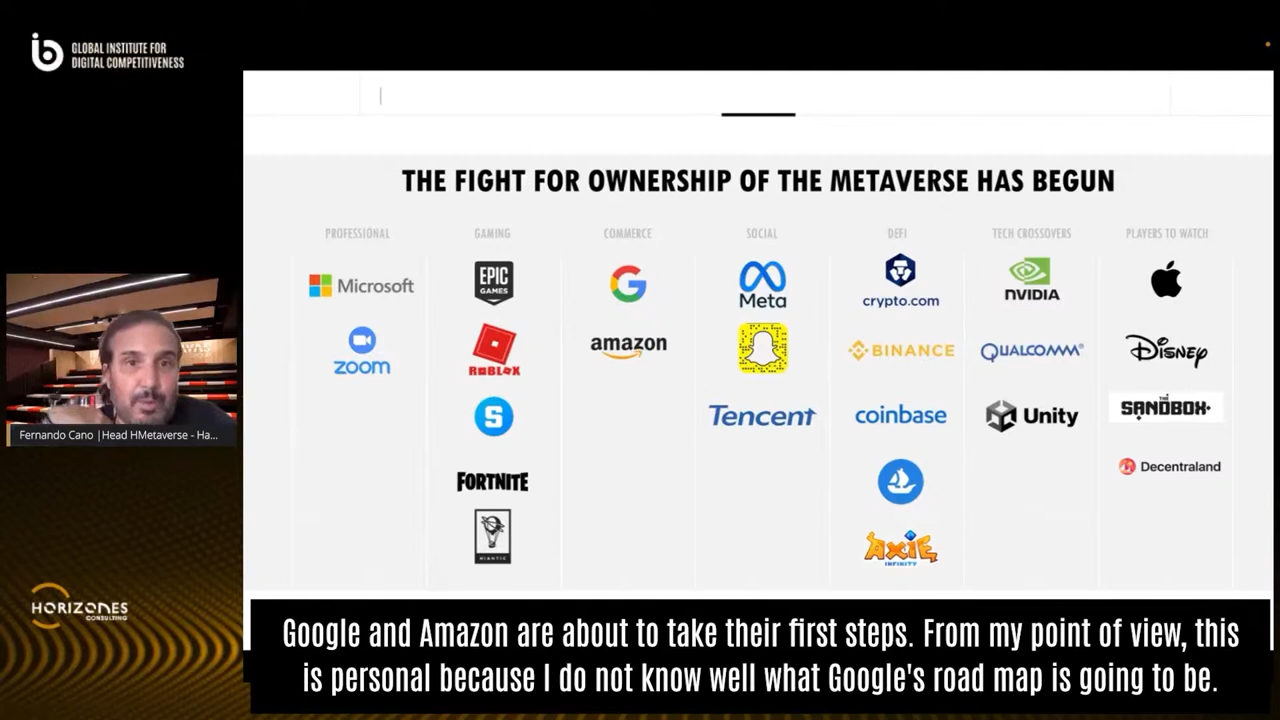 GLOBAL INSTITUTE FOR
DIGITAL COMPETITIVENESS
THE FIGHT FOR OWNERSHIP OF THE METAVERSE HAS BEGUN
PROFESSIONAL
GAMING
COMMERCE
SOCIAL
DEFI
TECH CROSSOVERS
PLAYERS TO WATCH
Microsoft
zoom
EPIC
GAMES
ROBLOX
FORTNITE
NIANTIC
amazon
Meta
Tencent
crypto.com
BINANCE
coinbase
AXIE
INFINITY
NVIDIA
QUALCOMM®
Unity
DISNEY
THE
SANDBOX
Decentraland
Fernando Cano |Head HMetaverse - Ha...
HORIZONES
CONSULTING
Google and Amazon are about to take their first steps. From my point of view, this
is personal because I do not know well what Google's road map is going to be.